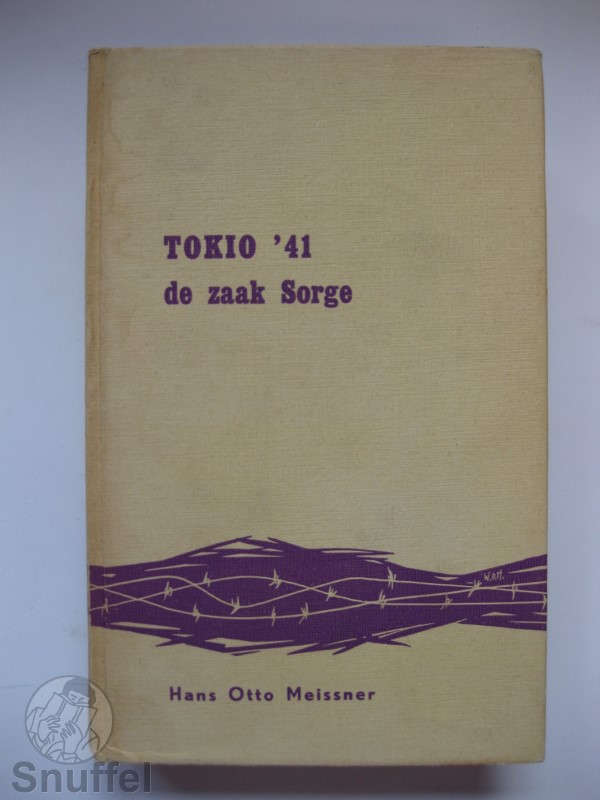 TOKIO '41
de zaak Sorge
W.P.H.
Hans Otto Meissner
Snuffel